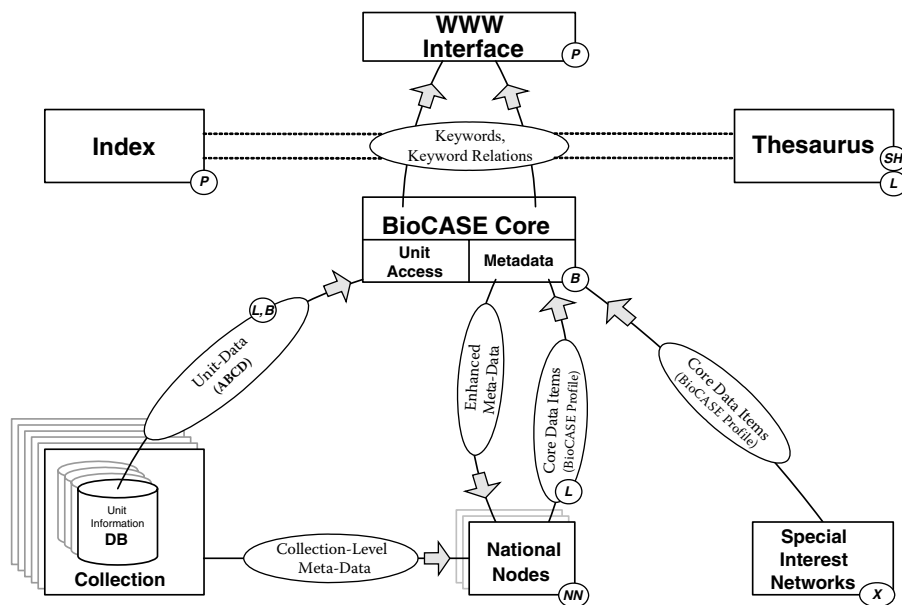 WWW
Interface
P
Index
P
Keywords,
Keyword Relations
Thesaurus
SH
L
BioCASE Core
Unit
Access
Metadata
B
L,B
Unit-Data
(ABCD)
Enhanced
Meta-Data
Core Data Items
(BioCASE Profile)
L
Core Data Items
(BioCASE Profile)
Unit
Information
DB
Collection
Collection-Level
Meta-Data
National
Nodes
NN
Special
Interest
Networks
X